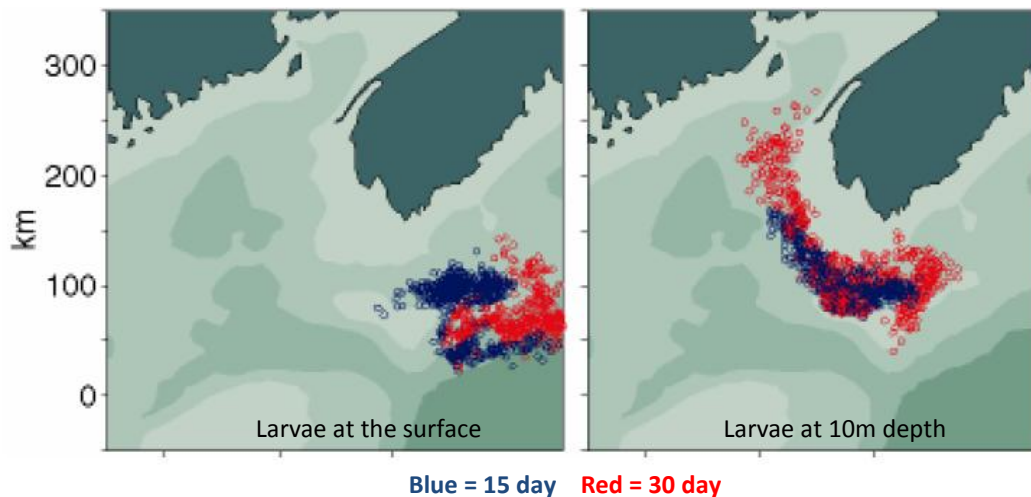 300
200
100
0
km
Larvae at the surface
Larvae at 10m depth
Blue = 15 day Red = 30 day